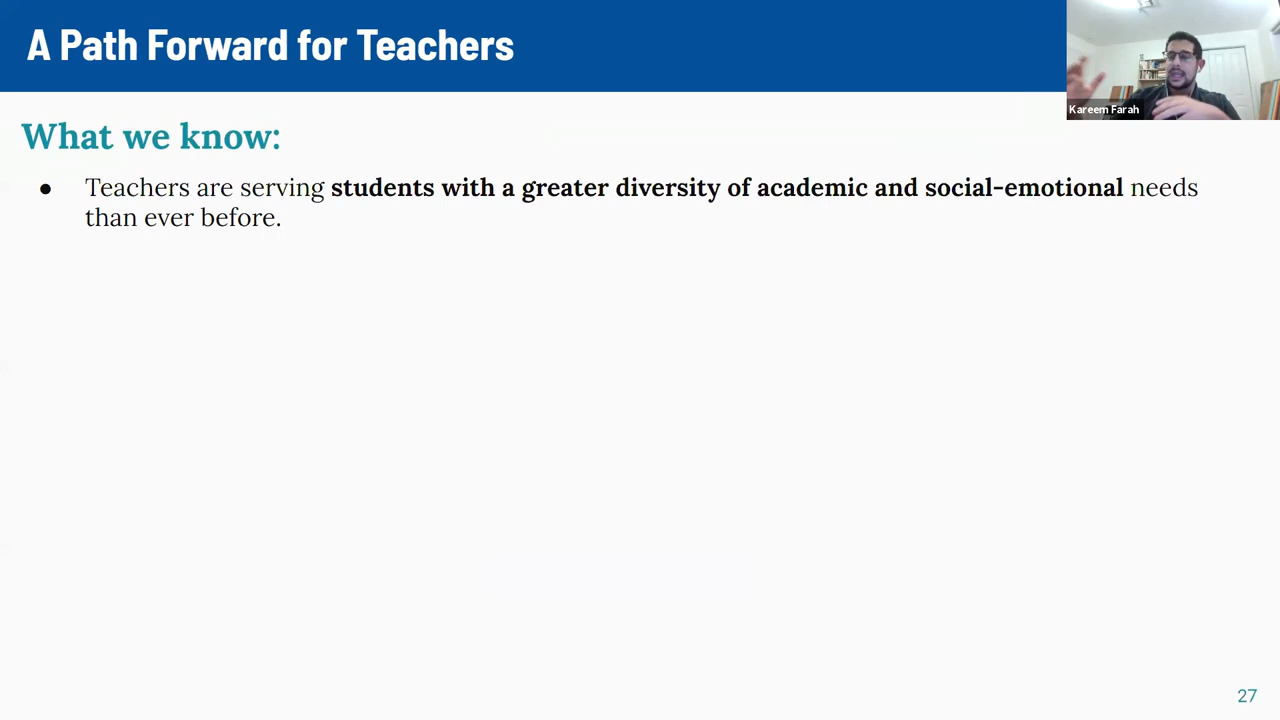 A Path Forward for Teachers
Kareem Farah
What we know:
● Teachers are serving students with a greater diversity of academic and social-emotional needs
than ever before.
27